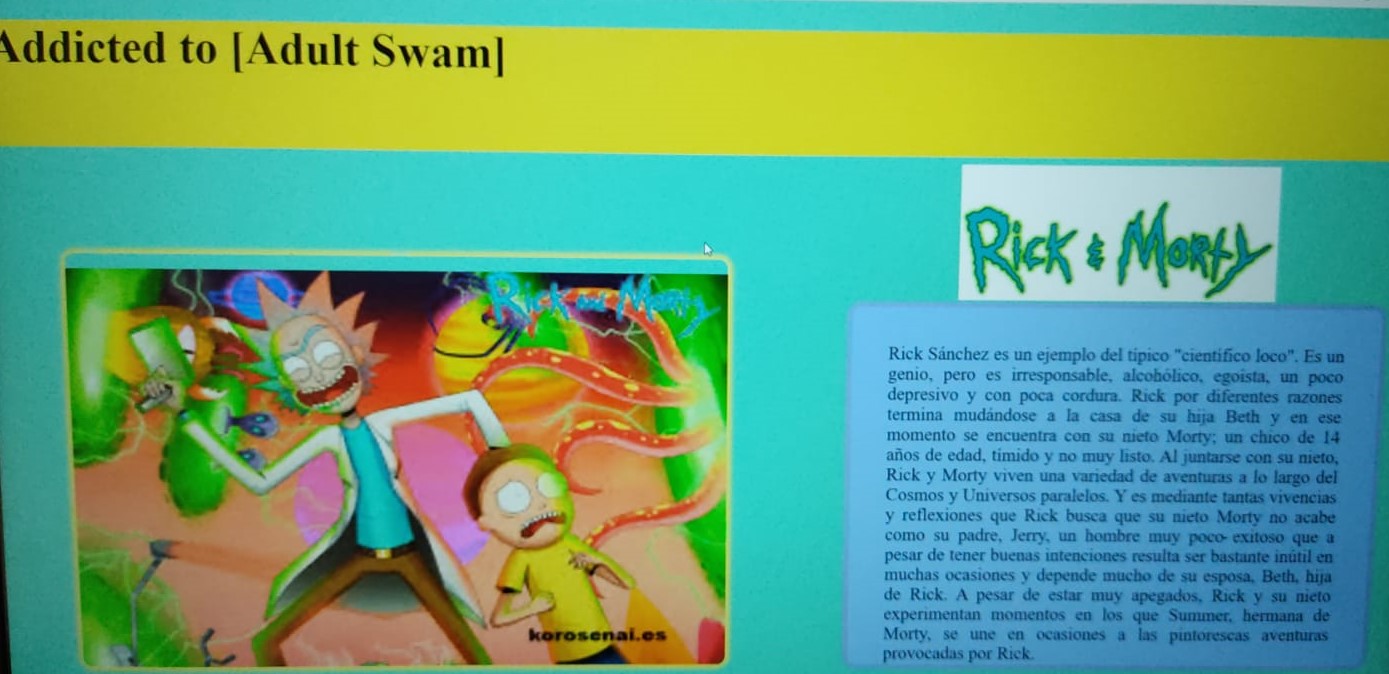 Addicted to [Adult Swam]
Rick & Morty
Rick and Morty
korosenai.es
Rick Sánchez es un ejemplo del típico "científico loco". Es un
genio, pero es irresponsable, alcohólico, egoísta, un poco
depresivo y con poca cordura. Rick por diferentes razones
termina mudándose a la casa de su hija Beth y en ese
momento se encuentra con su nieto Morty; un chico de 14
años de edad, tímido y no muy listo. Al juntarse con su nieto,
Rick y Morty viven una variedad de aventuras a lo largo del
Cosmos y Universos paralelos. Y es mediante tantas vivencias
y reflexiones que Rick busca que su nieto Morty no acabe
como su padre, Jerry, un hombre muy poco- exitoso que a
pesar de tener buenas intenciones resulta ser bastante inútil en
muchas ocasiones y depende mucho de su esposa, Beth, hija
de Rick. A pesar de estar muy apegados, Rick y su nieto
experimentan momentos en los que Summer, hermana de
Morty, se une en ocasiones a las pintorescas aventuras
provocadas por Rick.